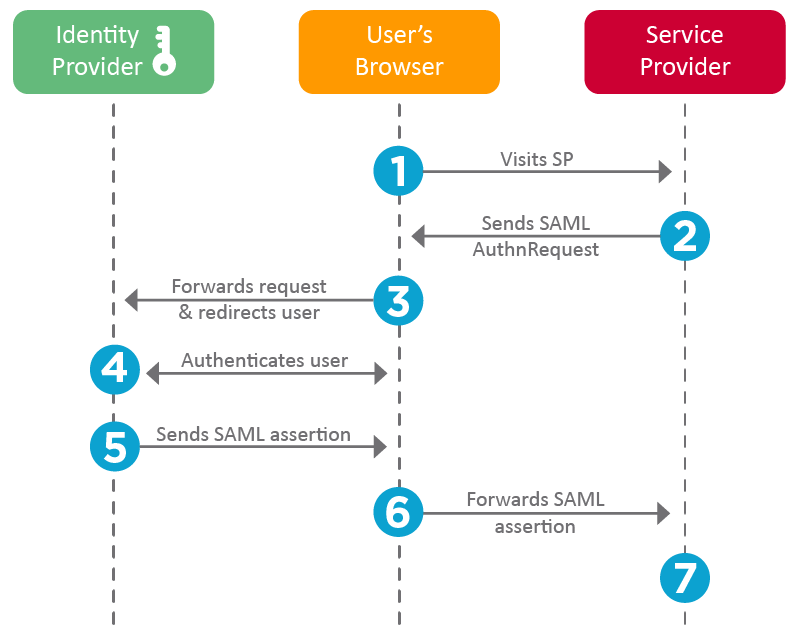 Identity
Provider
User's
Browser
Service
Provider
1
Visits SP
Sends SAML
AuthnRequest
2
Forwards request
& redirects user
3
4
Authenticates user
5
Sends SAML assertion
6
Forwards SAML
assertion
7